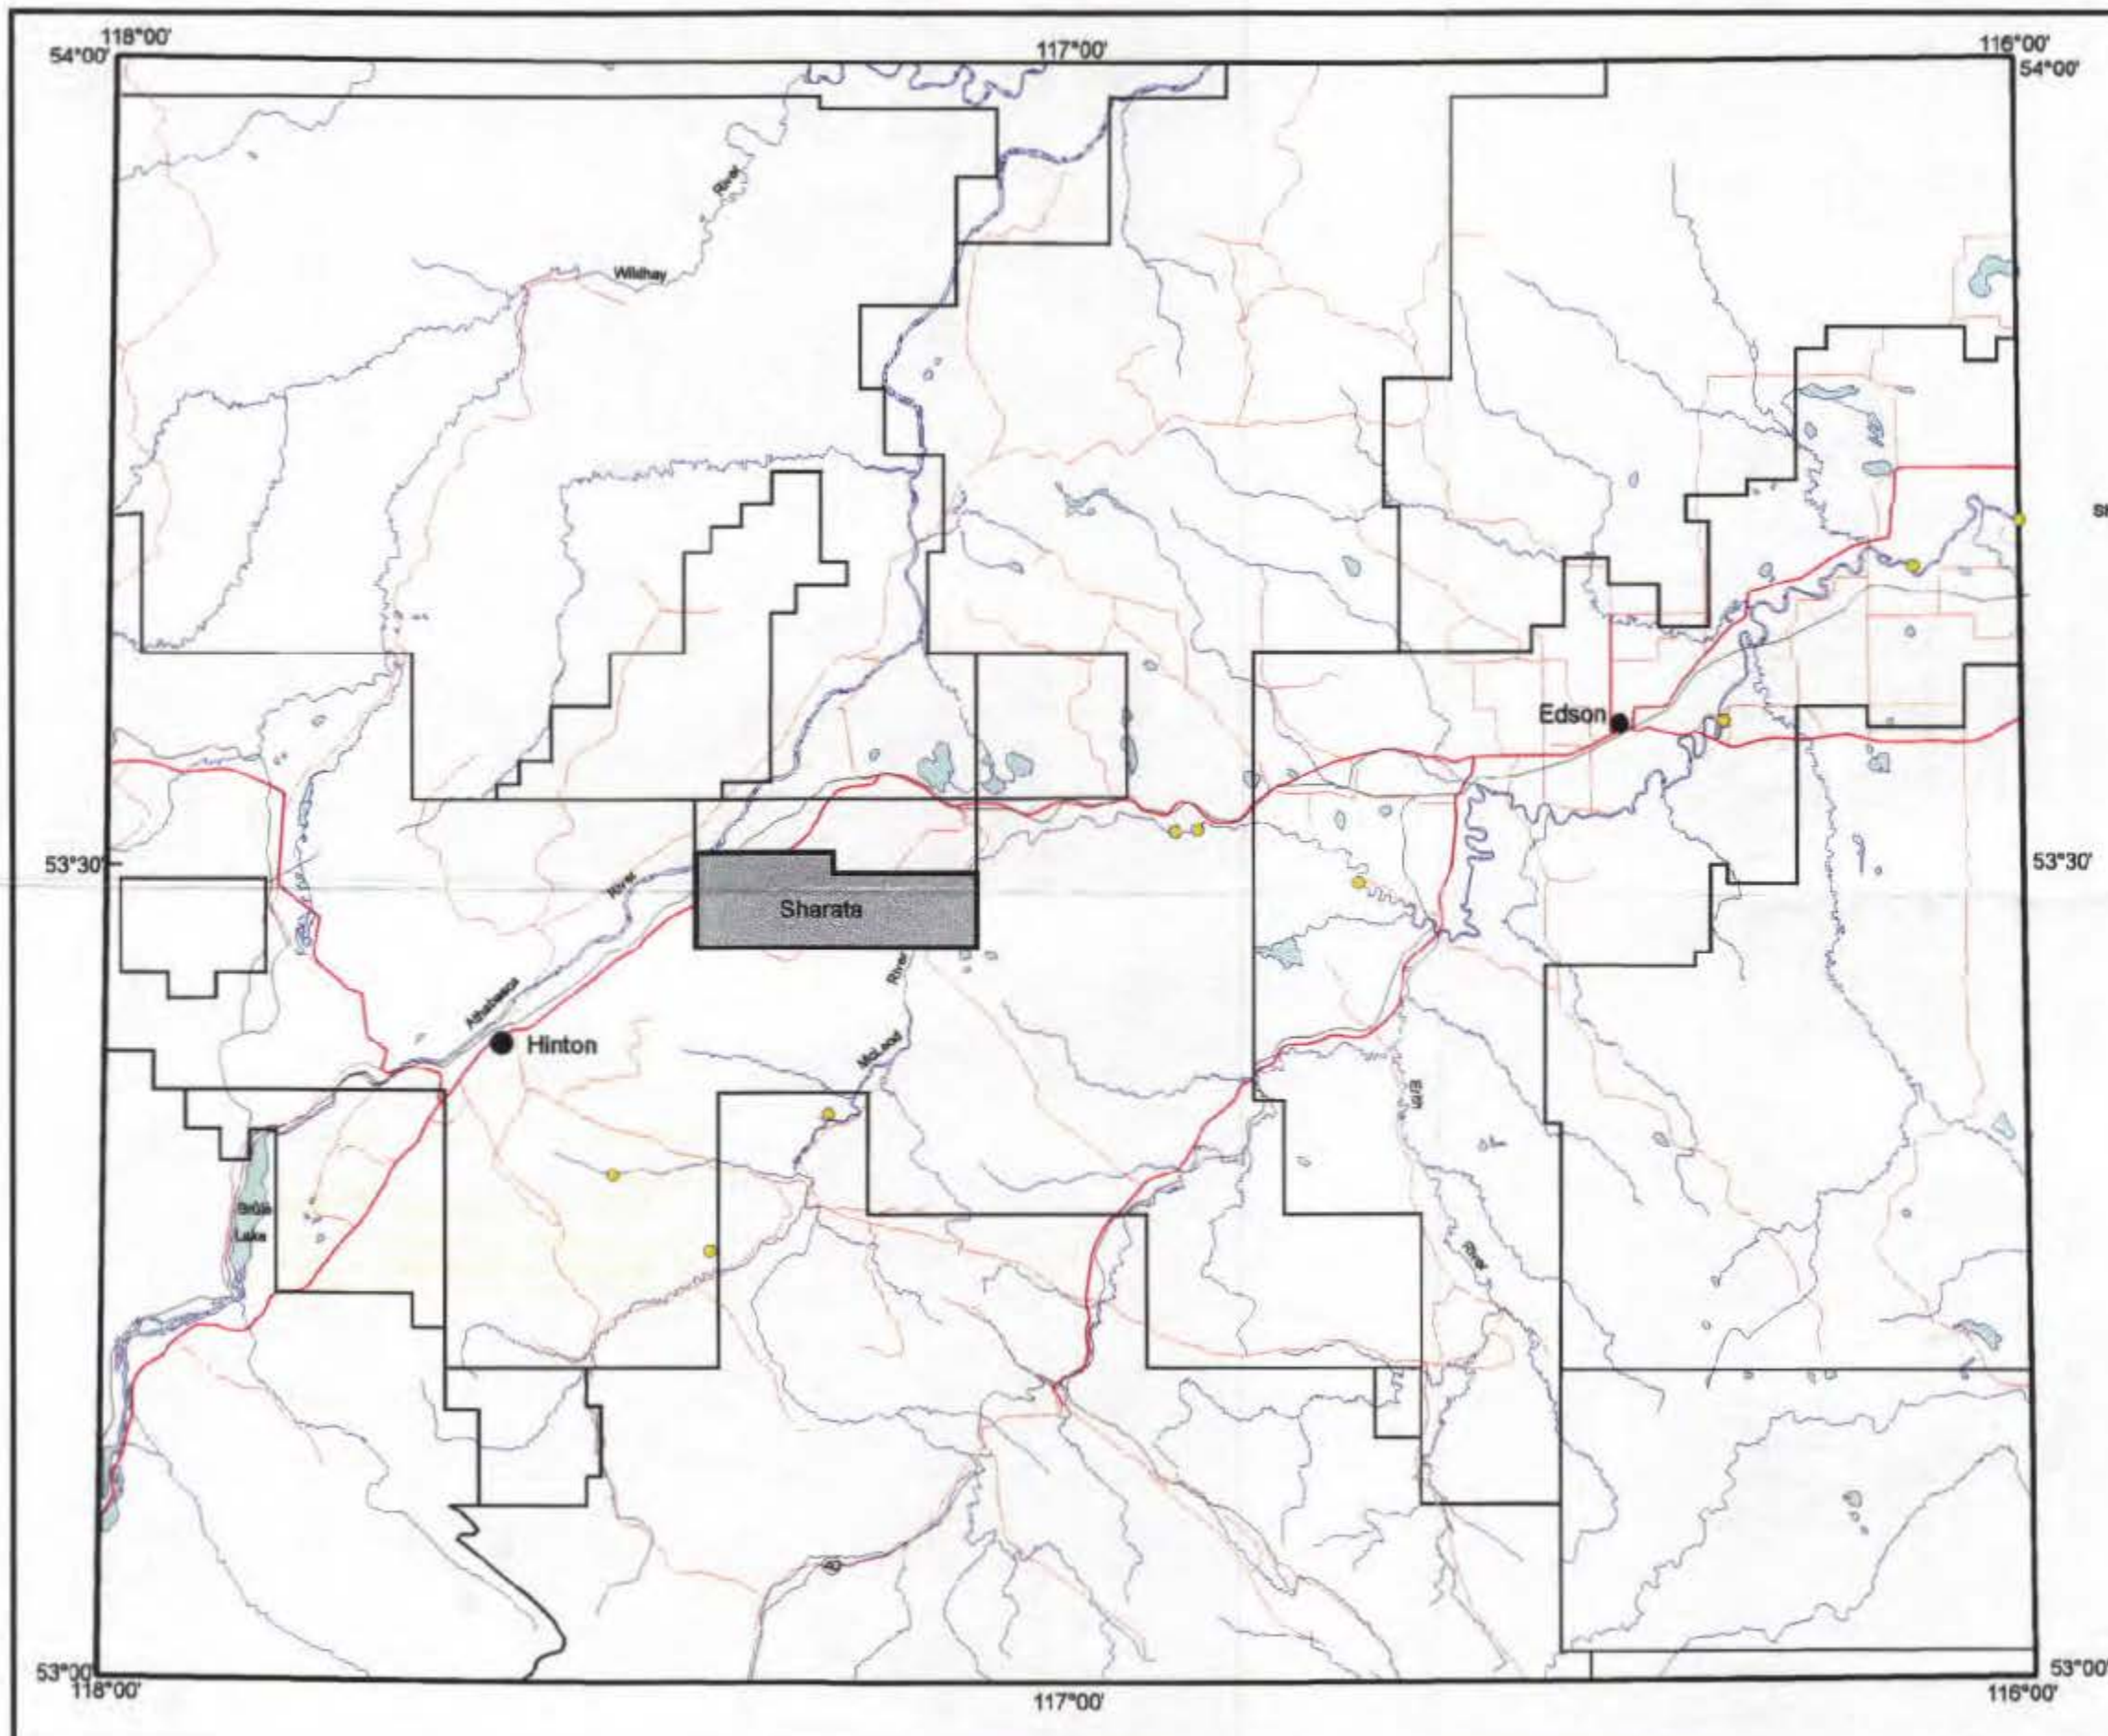 118°00'
117°00'
116°00'
54°00'
54°00'
River
Wildhay
Edson
53°30'
53°30'
River
Sharata
River
Athabasca
Hinton
McLeod
Erith
Brûlé
Lake
River
40
53°00'
53°00'
118°00'
117°00'
116°00'